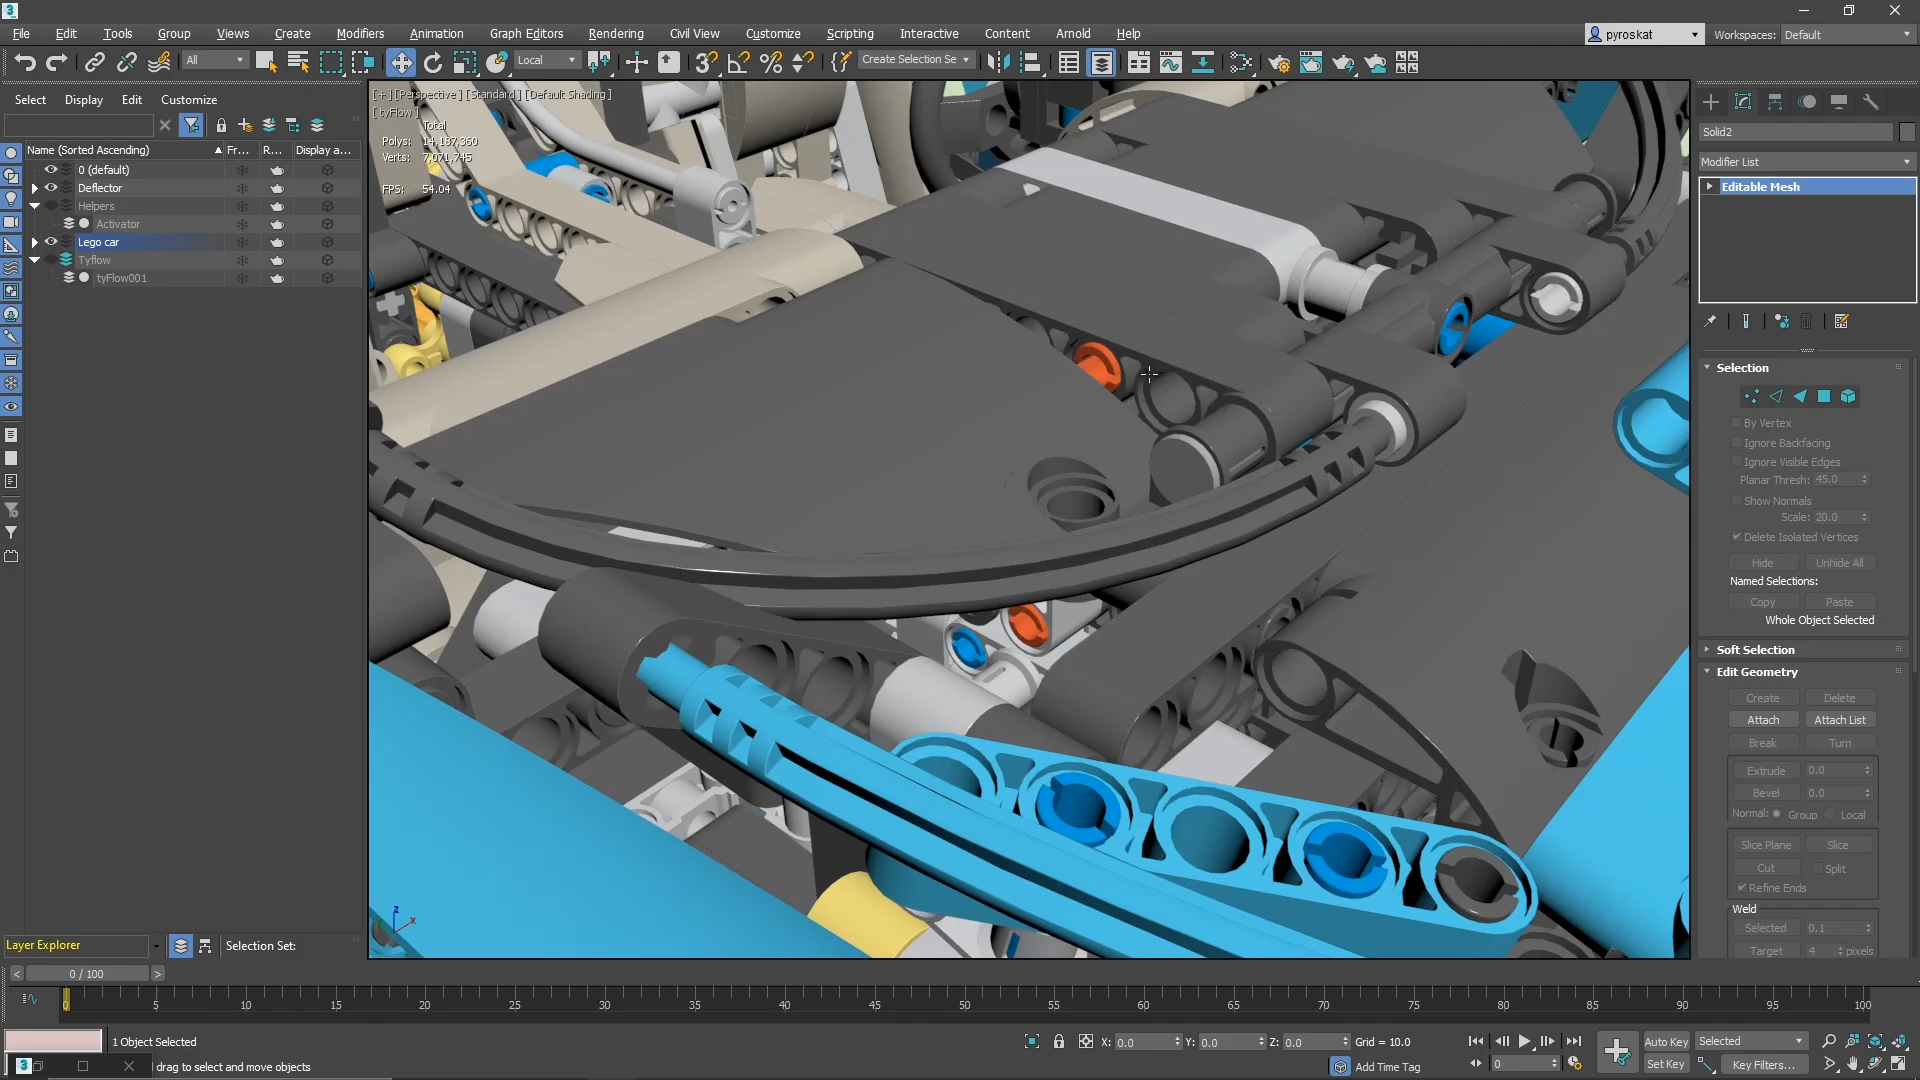 File Edit Tools Group Views Create Modifiers Animation Graph Editors Rendering Civil View Customize Scripting Interactive Content Arnold Help
pyroskat Workspaces: Default
All Local Create Selection Se
Select Display Edit Customize
Name (Sorted Ascending) Fr... R... Display a...
0 (default)
Deflector
Helpers
Activator
Lego car
Tyflow
tyFlow001
[+] [Perspective] [Standard] [Default Shading]
[ tyFlow ]
Total
Polys: 14,187,360
Verts: 7,071,745
FPS: 54.04
Solid2
Modifier List
Editable Mesh
Selection
By Vertex
Ignore Backfacing
Ignore Visible Edges
Planar Thresh: 45.0
Show Normals
Scale: 20.0
Delete Isolated Vertices
Hide Unhide All
Named Selections:
Copy Paste
Whole Object Selected
Soft Selection
Edit Geometry
Create Delete
Attach Attach List
Break Turn
Extrude 0.0
Bevel 0.0
Normal: Group Local
Slice Plane Slice
Cut Split
Refine Ends
Weld
Selected 0.1
Target 4 pixels
Layer Explorer Selection Set:
< 0 / 100 >
0 5 10 15 20 25 30 35 40 45 50 55 60 65 70 75 80 85 90 95 100
1 Object Selected
X: 0.0 Y: 0.0 Z: 0.0 Grid = 10.0
Auto Key Selected
drag to select and move objects
Add Time Tag
0
Set Key Key Filters...